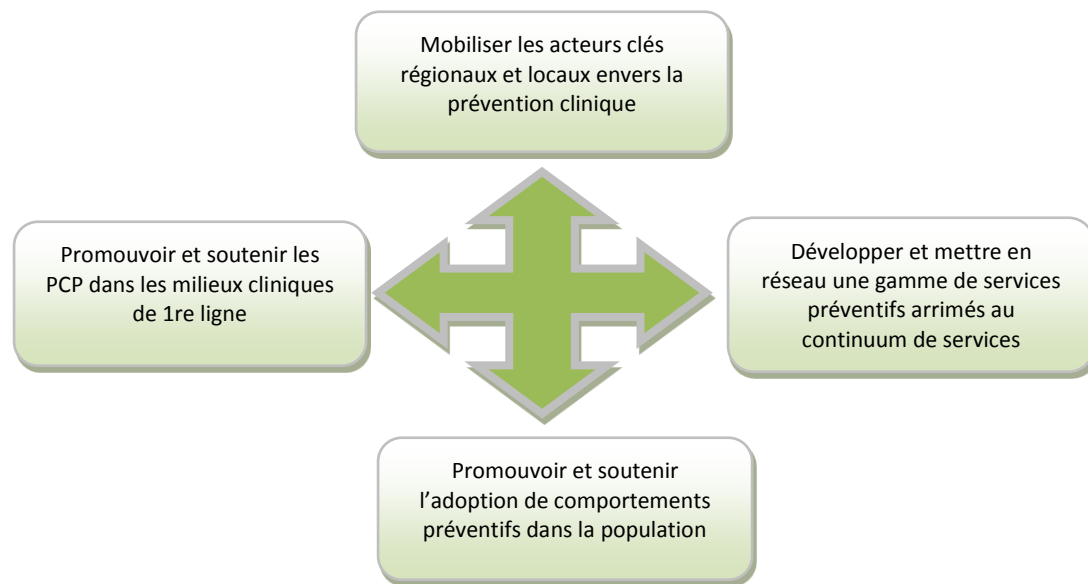 Mobiliser les acteurs clés
régionaux et locaux envers la
prévention clinique
Promouvoir et soutenir les
PCP dans les milieux cliniques
de 1re ligne
Développer et mettre en
réseau une gamme de services
préventifs arrimés au
continuum de services
Promouvoir et soutenir
l’adoption de comportements
préventifs dans la population